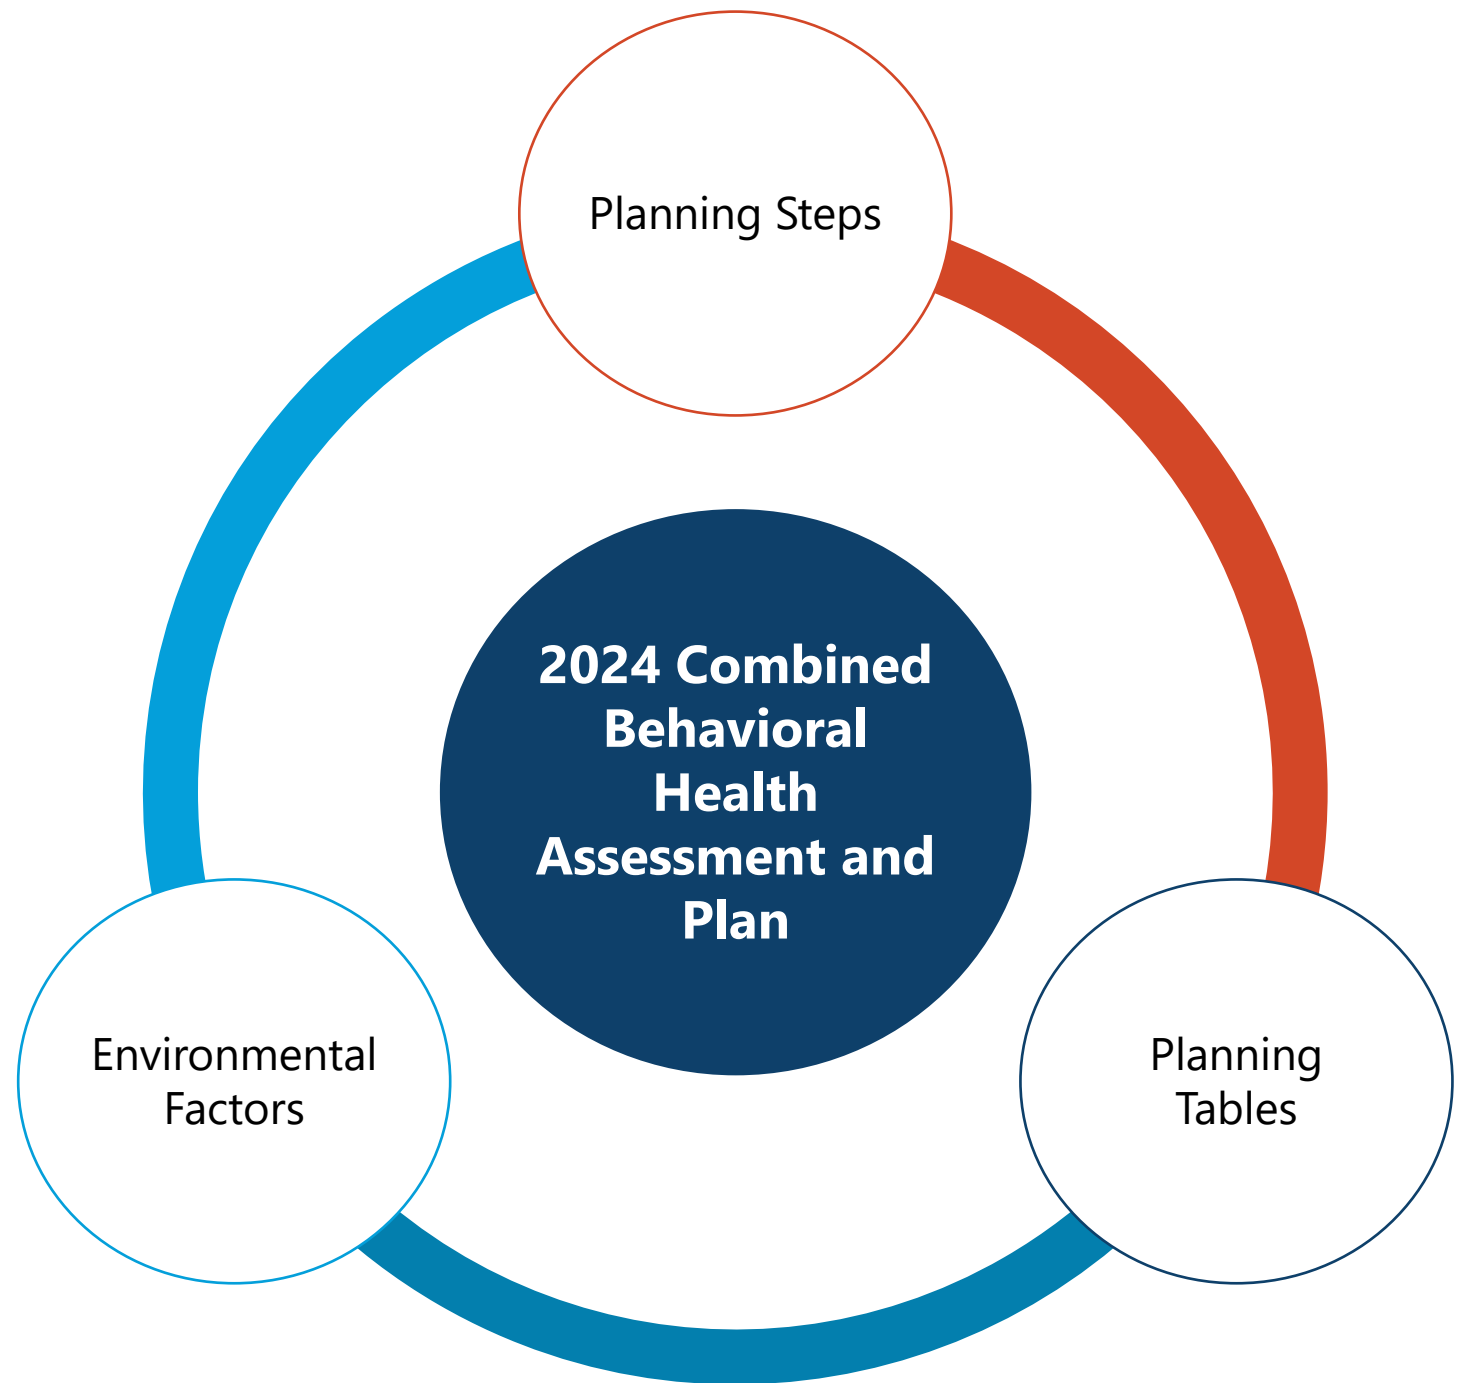 Planning Steps
2024 Combined
Behavioral
Health
Assessment and
Plan
Environmental
Factors
Planning
Tables